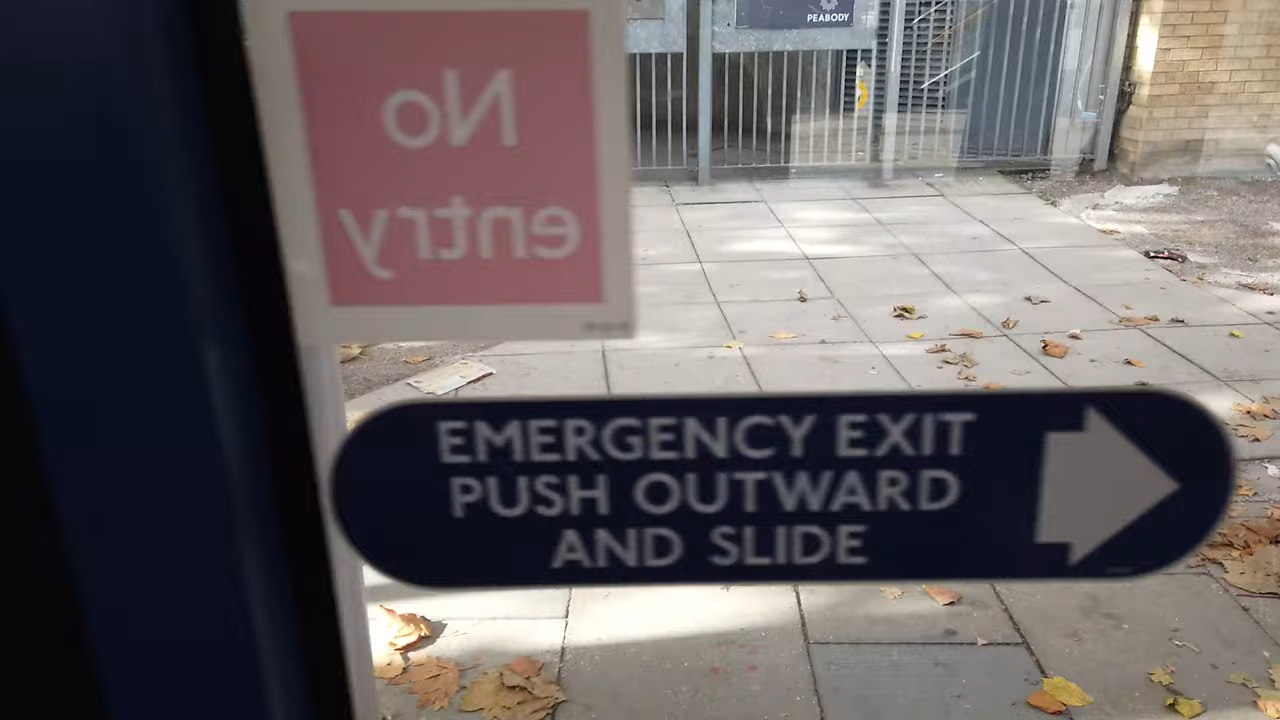 PEABODY
No
entry
EMERGENCY EXIT
PUSH OUTWARD
AND SLIDE